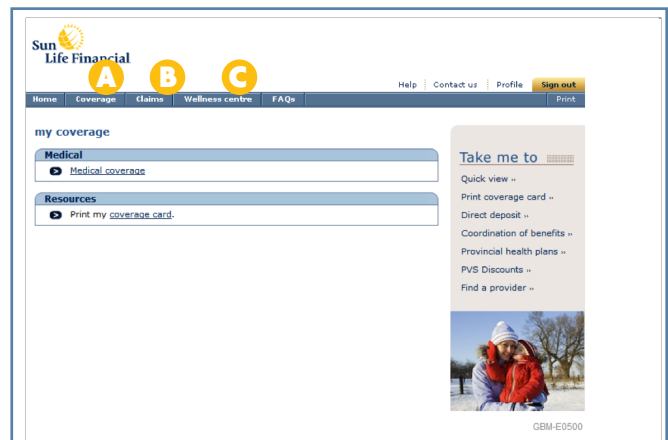 Sun
Life Financial
A B C
Help Contact us Profile Sign out
Home Coverage Claims Wellness centre FAQs Print
my coverage
Medical
Medical coverage
Resources
Print my coverage card.
Take me to
Quick view »
Print coverage card »
Direct deposit »
Coordination of benefits »
Provincial health plans »
PVS Discounts »
Find a provider »
GBM-E0500